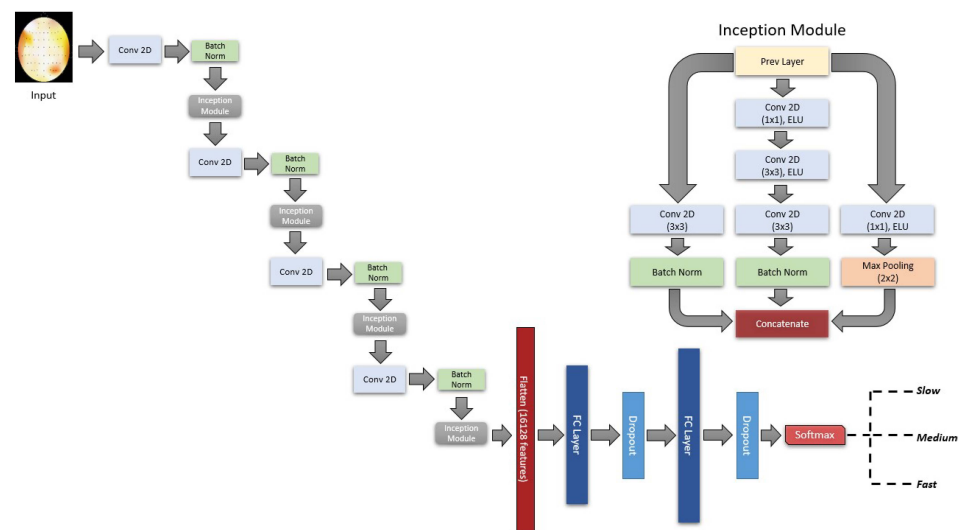 Input
Conv 2D
Batch
Norm
Inception
Module
Conv 2D
Batch
Norm
Inception
Module
Conv 2D
Batch
Norm
Inception
Module
Conv 2D
Batch
Norm
Inception
Module
Flatten (16128 features)
FC Layer
Dropout
FC Layer
Dropout
Softmax
Slow
Medium
Fast
Inception Module
Prev Layer
Conv 2D
(1x1), ELU
Conv 2D
(3x3), ELU
Conv 2D
(3x3)
Conv 2D
(3x3)
Conv 2D
(1x1), ELU
Batch Norm
Batch Norm
Max Pooling
(2x2)
Concatenate